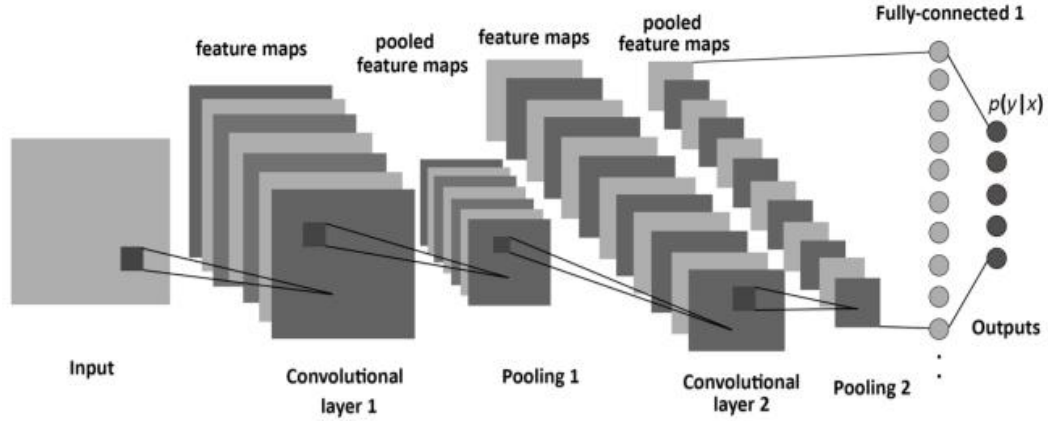 Fully-connected 1
feature maps
pooled
feature maps
feature maps
pooled
feature maps
p(y|x)
Outputs
Input
Convolutional
layer 1
Pooling 1
Convolutional
layer 2
Pooling 2